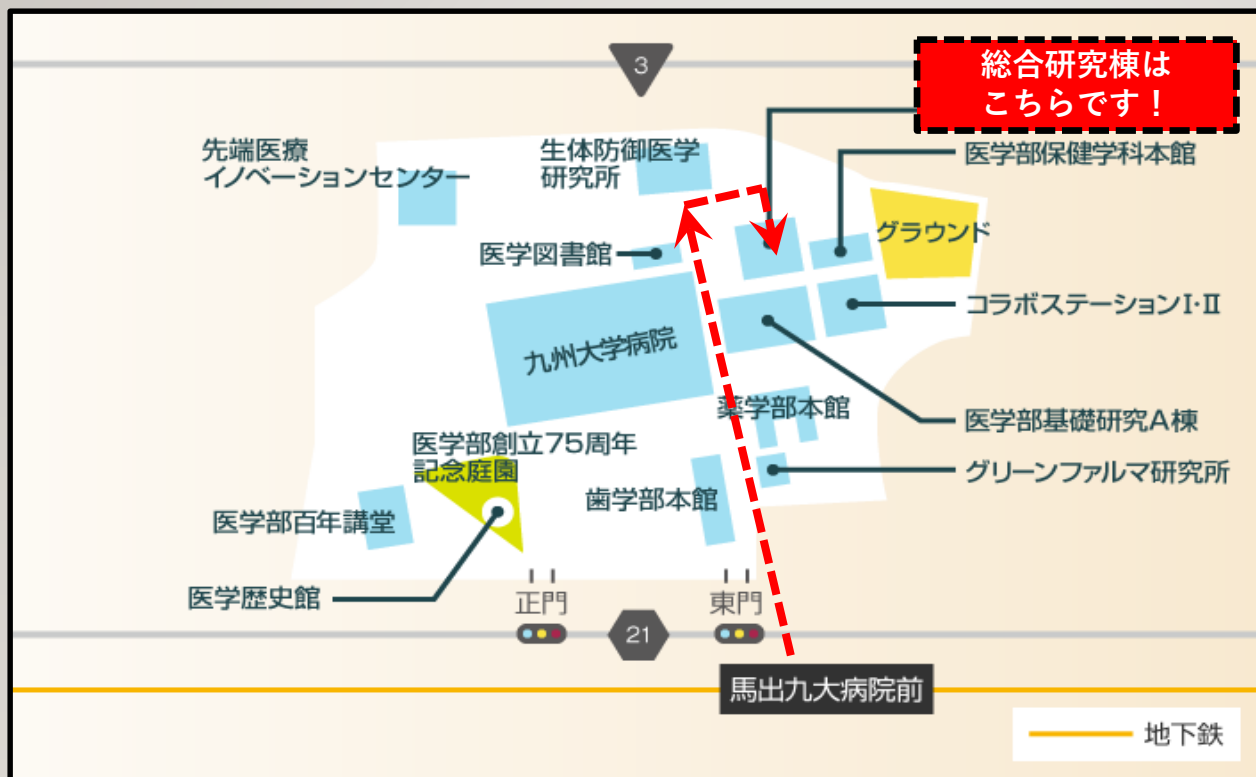 3
総合研究棟は
こちらです！
先端医療
イノベーションセンター
生体防御医学
研究所
医学部保健学科本館
グラウンド
医学図書館
コラボステーションI・II
九州大学病院
薬学部本館
医学部基礎研究A棟
医学部創立75周年
記念庭園
グリーンファルマ研究所
歯学部本館
医学部百年講堂
医学歴史館
正門
東門
21
馬出九大病院前
地下鉄